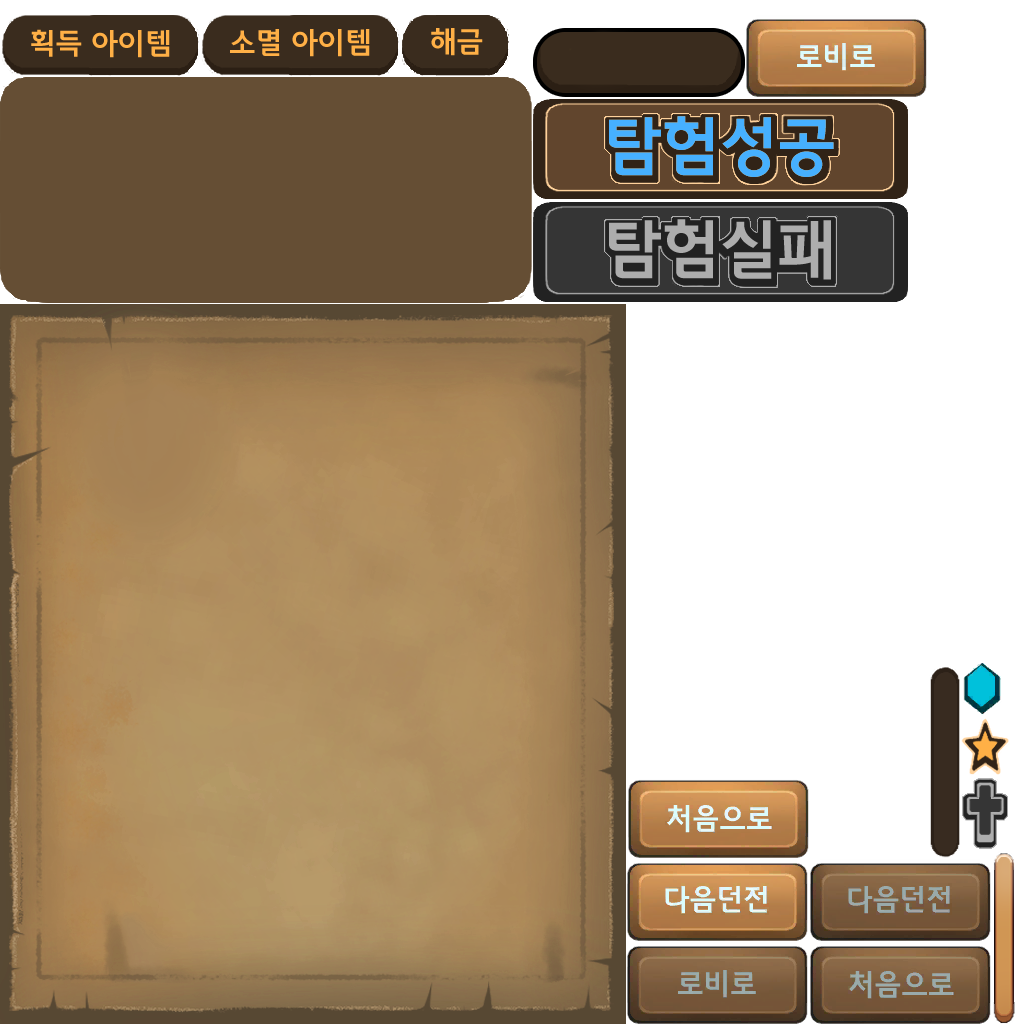 획득 아이템
소멸 아이템
해금
로비로
탐험성공
탐험실패
처음으로
다음던전
다음던전
로비로
처음으로